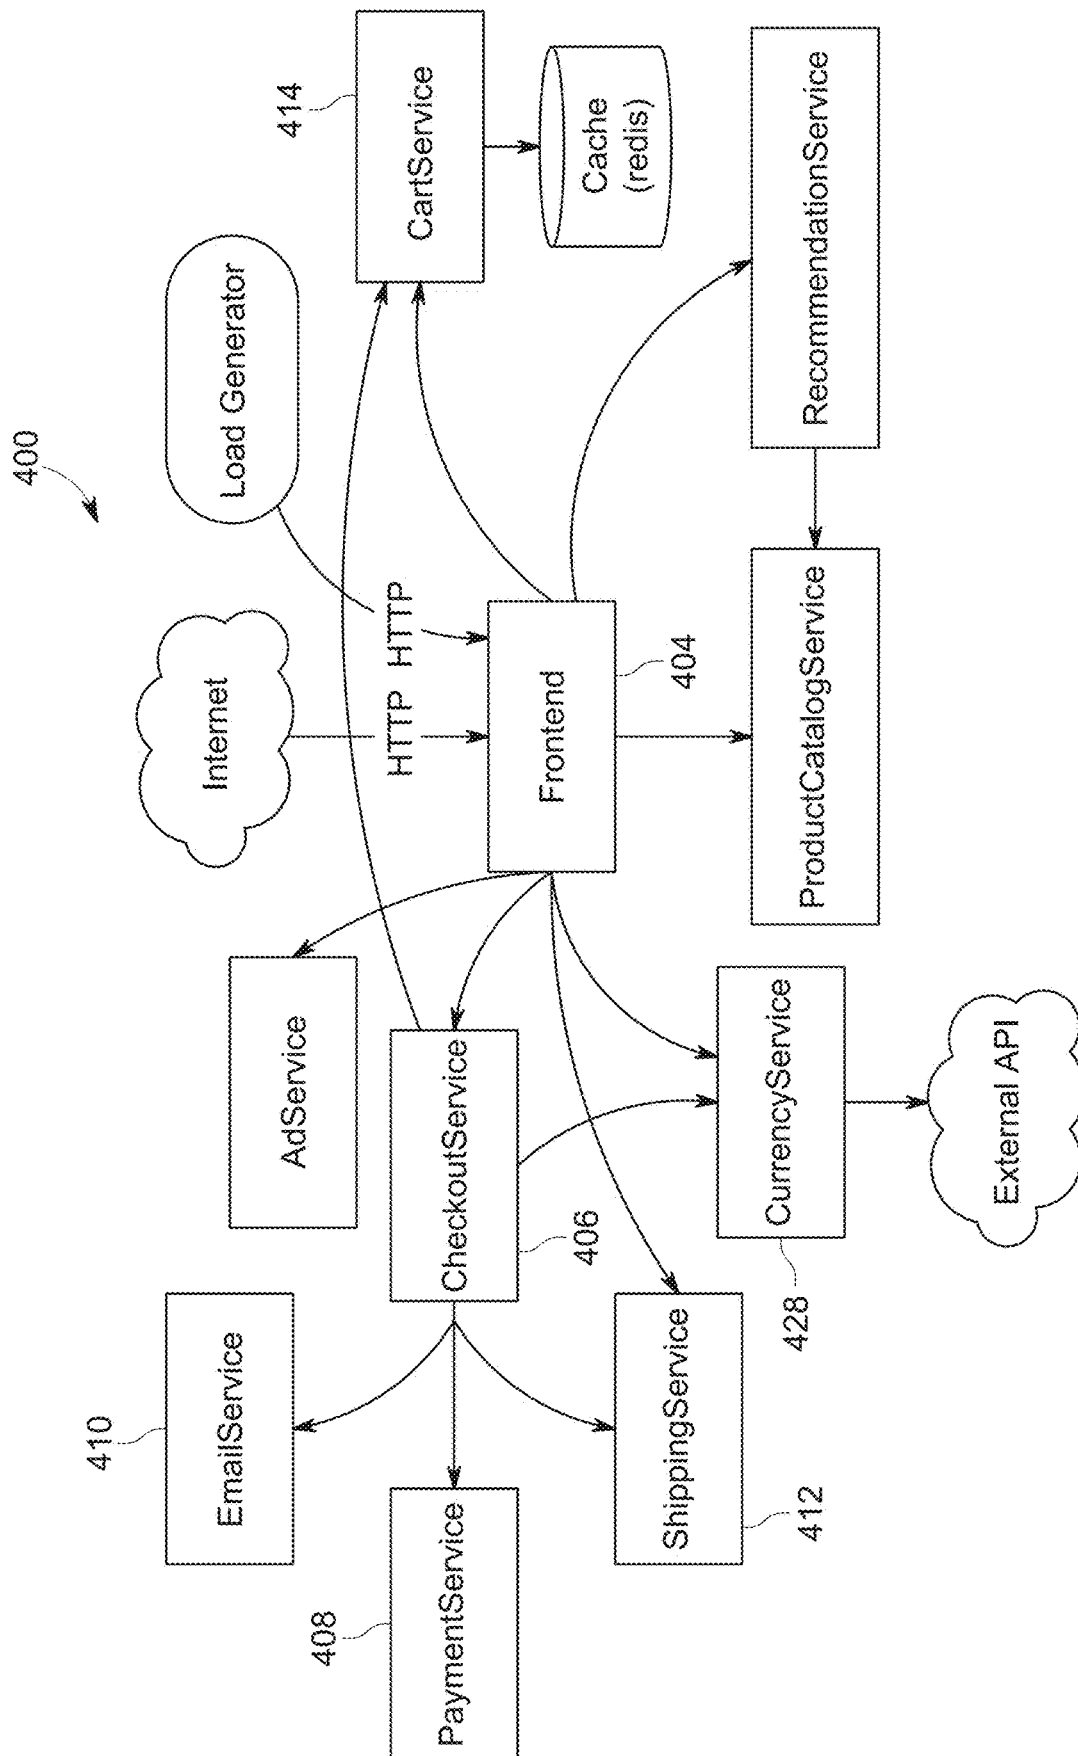 400
Internet
Load Generator
414
CartService
Cache
(redis)
HTTP
HTTP
Frontend
404
AdService
410
EmailService
CheckoutService
406
408
PaymentService
ShippingService
412
CurrencyService
428
External API
ProductCatalogService
RecommendationService